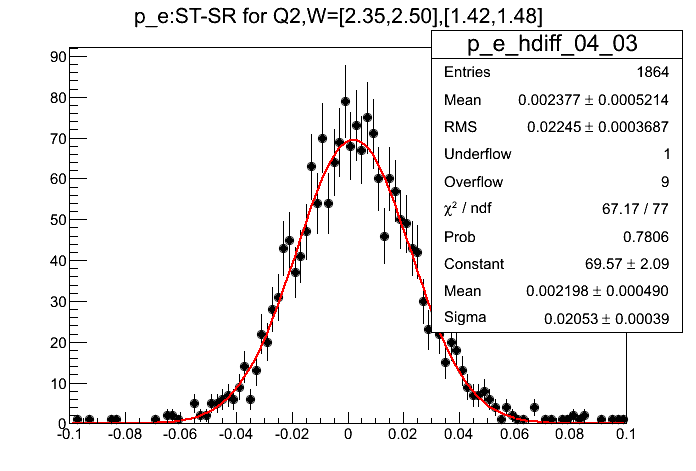 p_e:ST-SR for Q2,W=[2.35,2.50],[1.42,1.48]
p_e_hdiff_04_03
Entries 1864
Mean 0.002377 ± 0.0005214
RMS 0.02245 ± 0.0003687
Underflow 1
Overflow 9
χ² / ndf 67.17 / 77
Prob 0.7806
Constant 69.57 ± 2.09
Mean 0.002198 ± 0.000490
Sigma 0.02053 ± 0.00039
90
80
70
60
50
40
30
20
10
0
-0.1 -0.08 -0.06 -0.04 -0.02 0 0.02 0.04 0.06 0.08 0.1